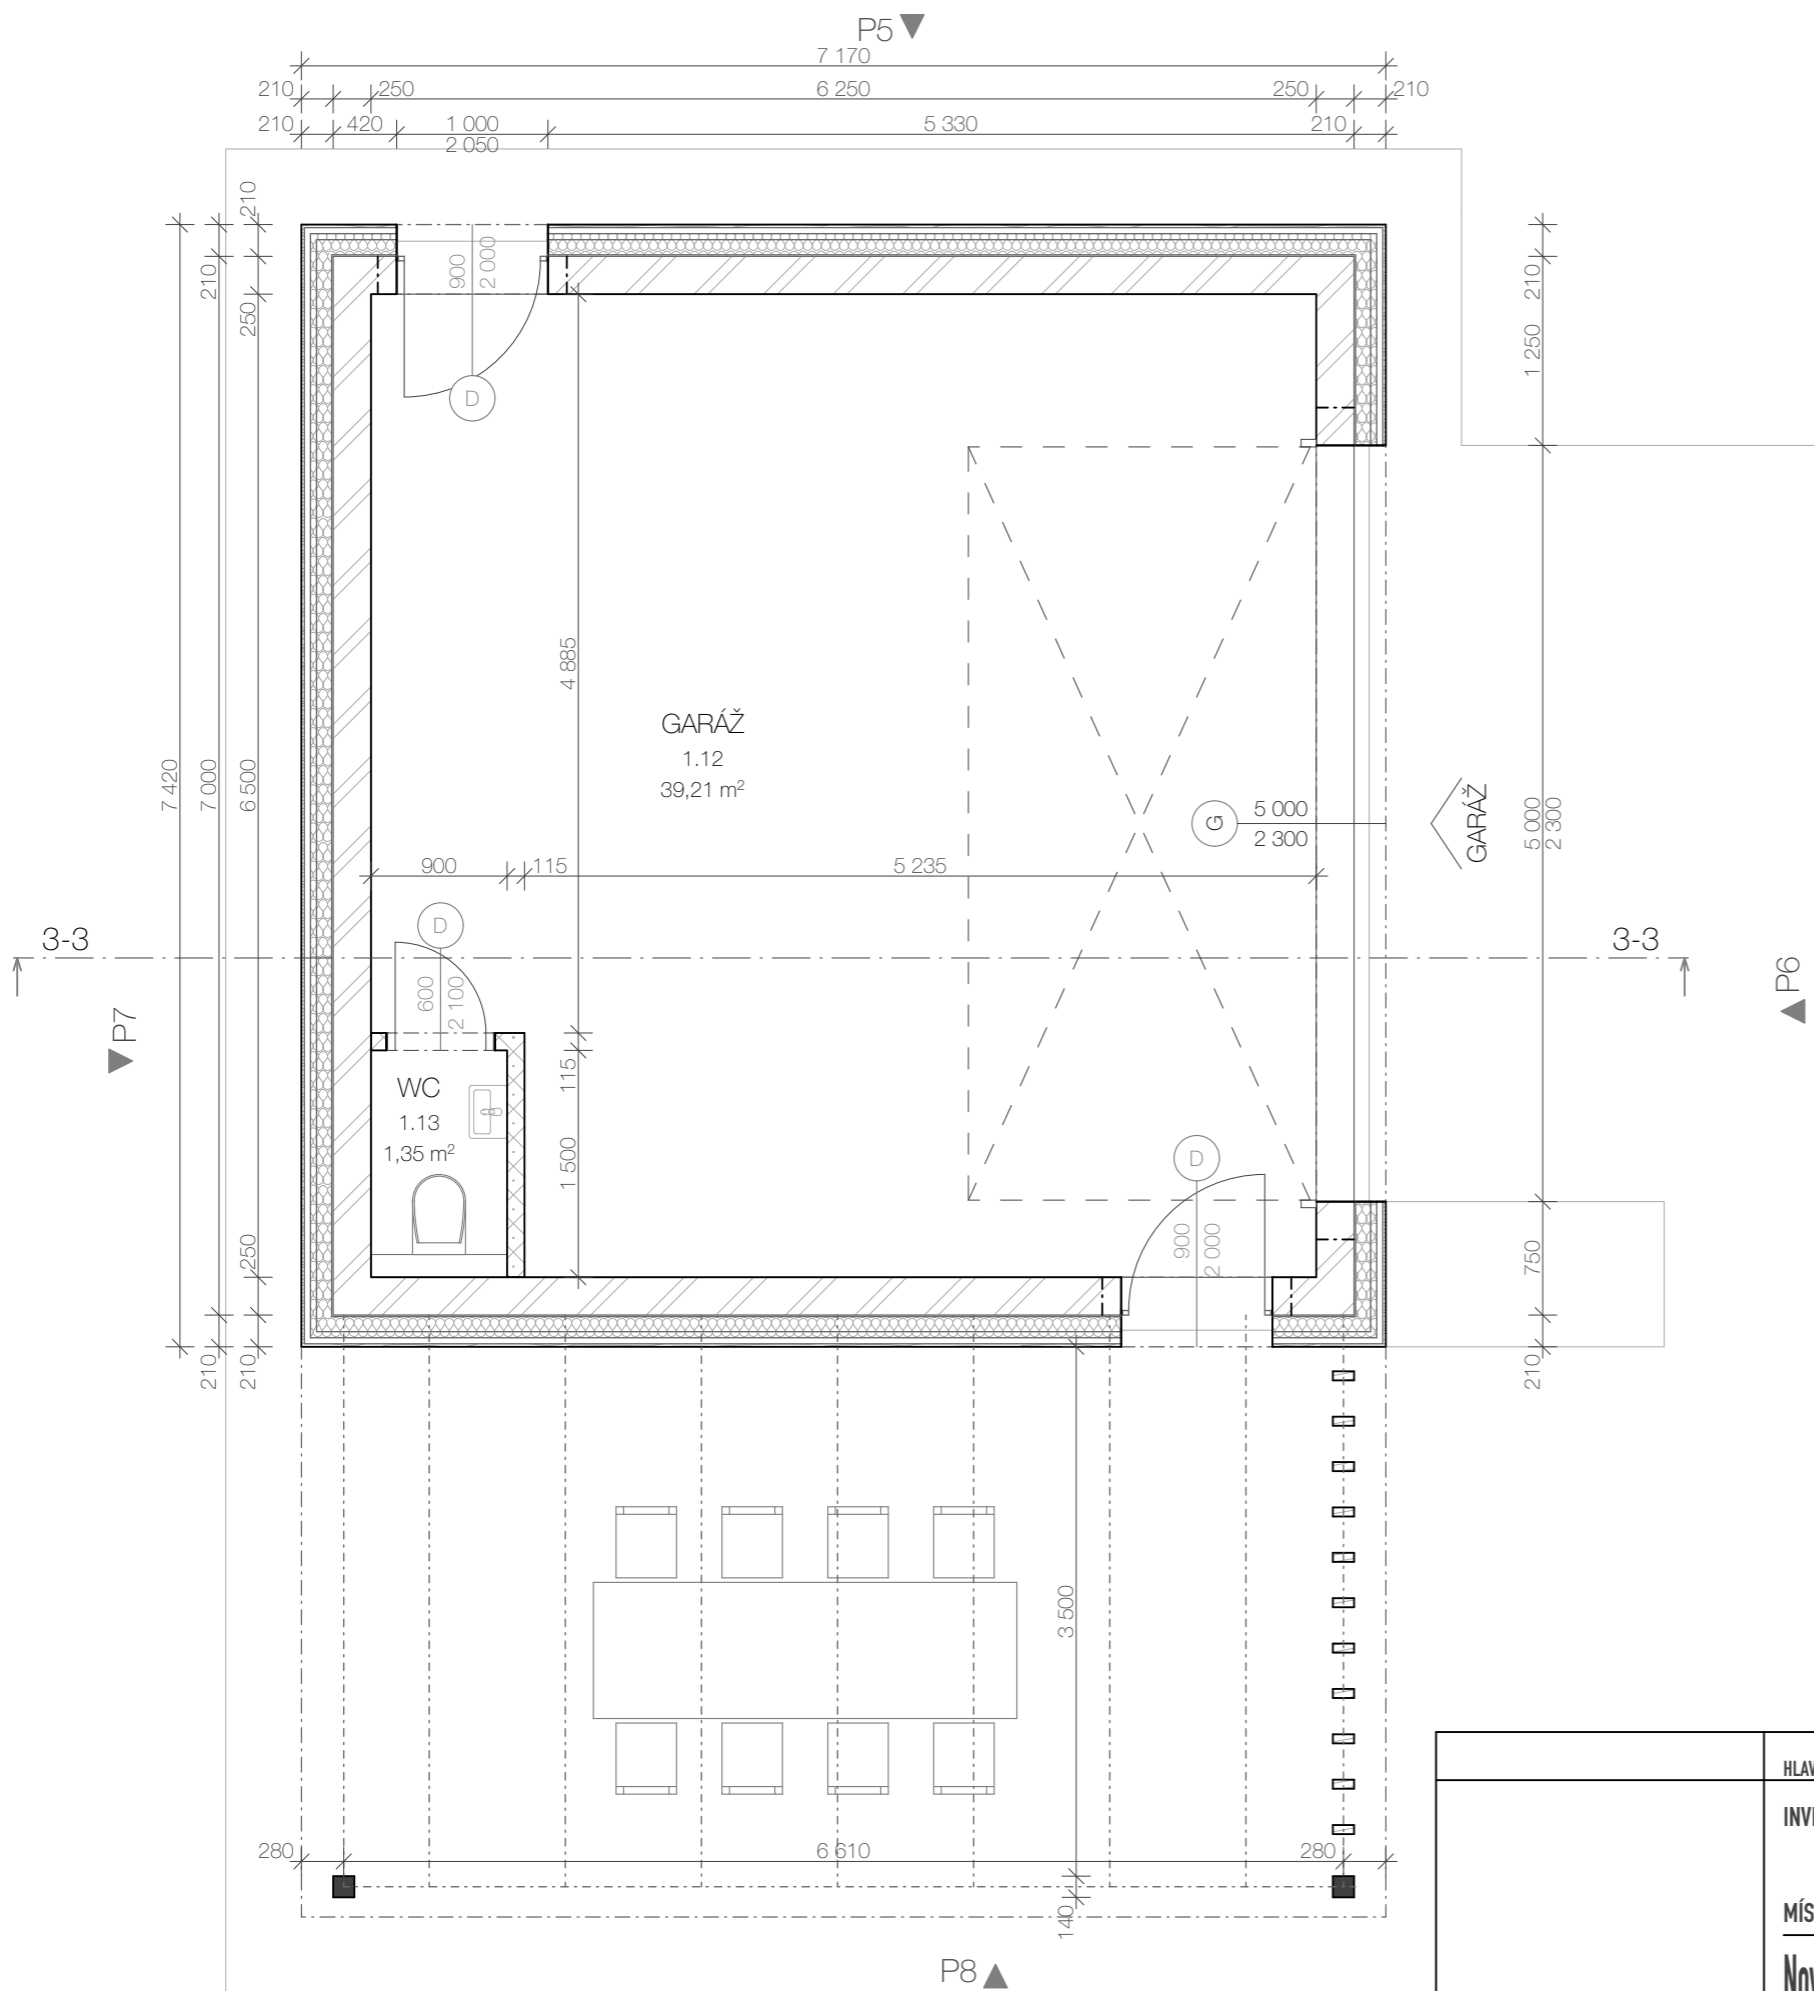 P5
7 170
210 250 6 250 250 210
210 420 1 000 5 330 210
2 050
210
210
250
900
2 000
D
210
1 250
4 885
GARÁŽ
1.12
39,21 m²
7 420
7 000
6 500
G
5 000
2 300
GARÁŽ
5 000
2 300
900 115 5 235
D
3-3
3-3
P7
P6
600
2 100
WC
1.13
1,35 m²
115
1 500
D
900
2 000
250
750
210
210
210
3 500
280 6 610 280
140
P8
HLAV
INV
MÍS
Nov